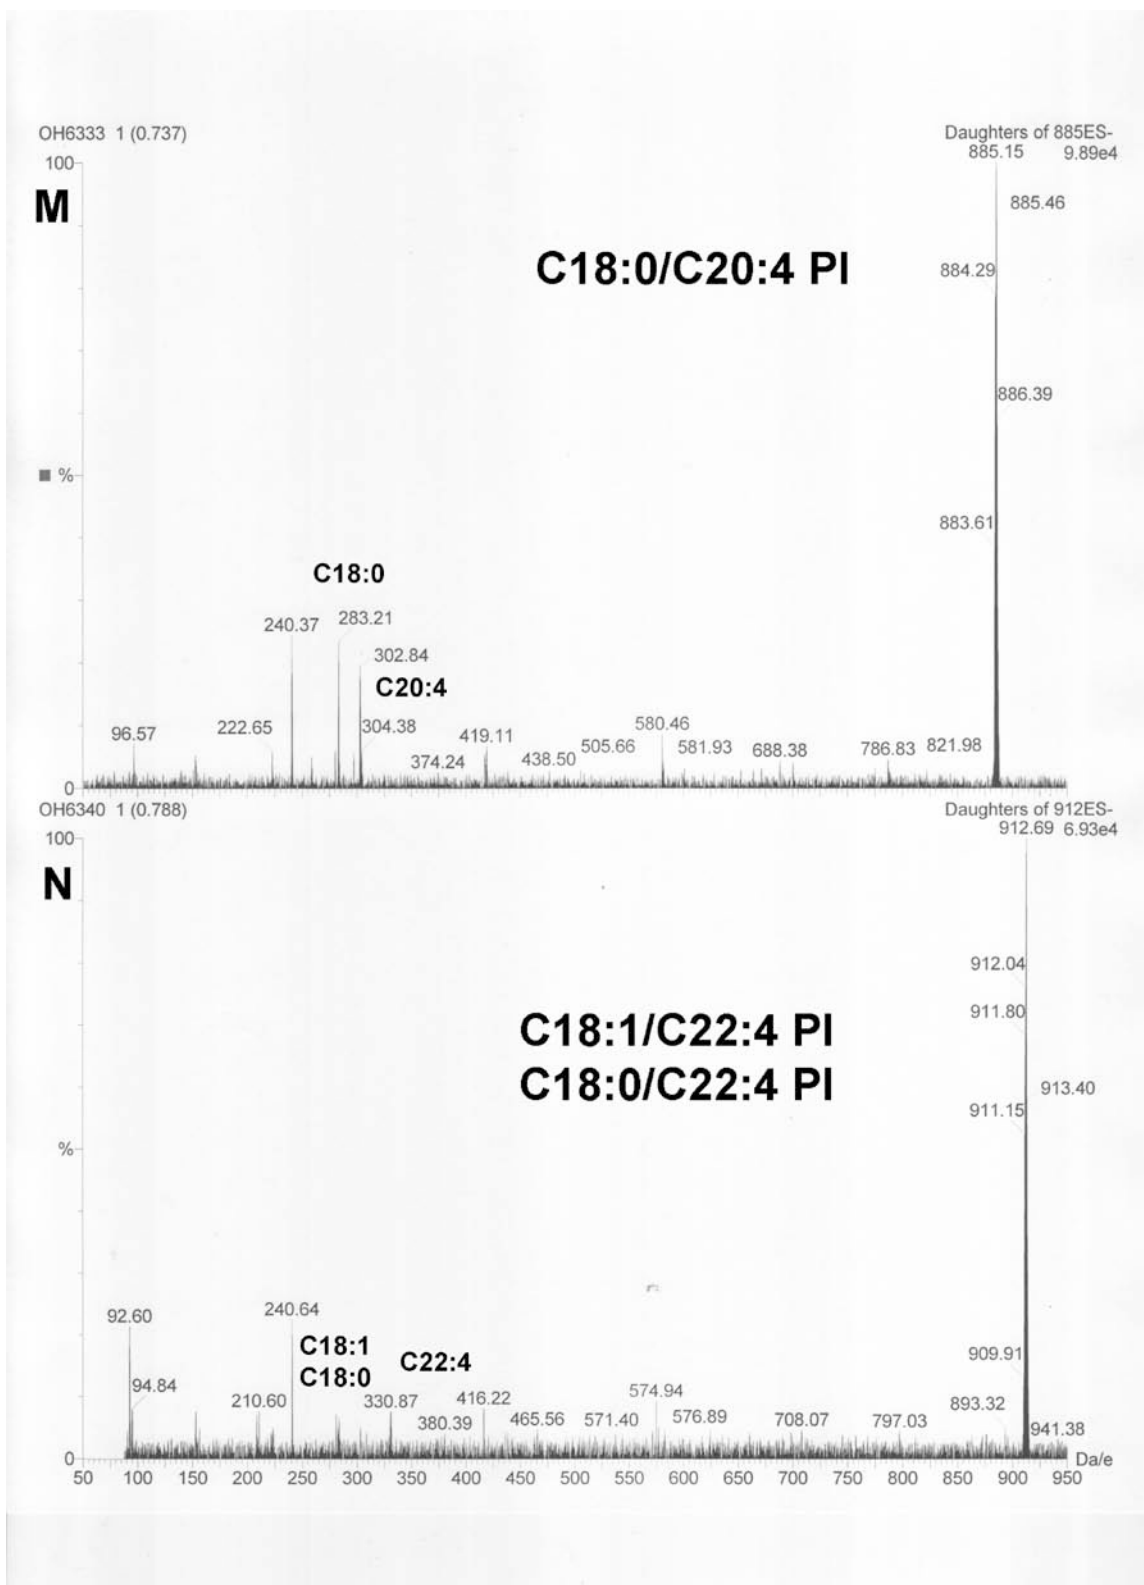 OH6333 1 (0.737)
Daughters of 885ES-
885.15 9.89e4
100
M
885.46
C18:0/C20:4 PI
884.29
886.39
%
883.61
C18:0
240.37
283.21
302.84
C20:4
96.57
222.65
304.38
374.24
419.11
438.50
505.66
580.46
581.93
688.38
786.83
821.98
0
OH6340 1 (0.788)
Daughters of 912ES-
912.69 6.93e4
100
N
912.04
911.80
C18:1/C22:4 PI
C18:0/C22:4 PI
913.40
911.15
%
92.60
240.64
C18:1
C18:0
C22:4
909.91
94.84
210.60
330.87
380.39
416.22
465.56
571.40
574.94
576.89
708.07
797.03
893.32
941.38
0
Da/e
50 100 150 200 250 300 350 400 450 500 550 600 650 700 750 800 850 900 950